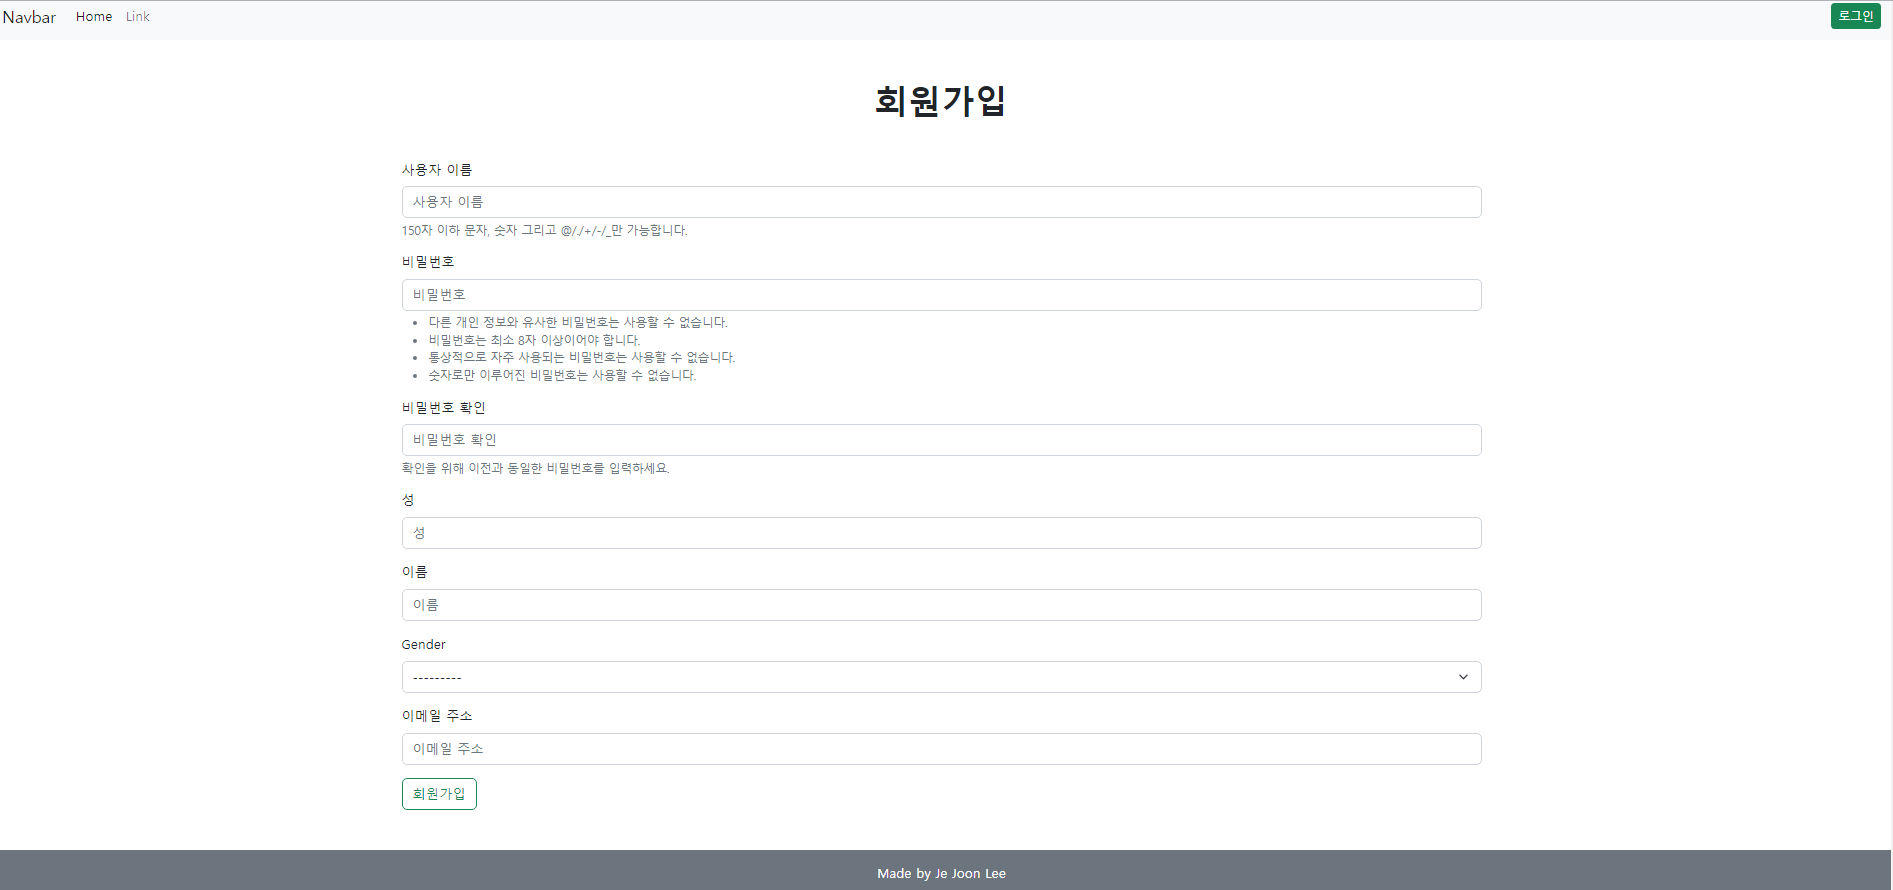 Navbar Home Link 로그인
회원가입
사용자 이름
사용자 이름
150자 이하 문자, 숫자 그리고 @/./+/-/_만 가능합니다.
비밀번호
비밀번호
다른 개인 정보와 유사한 비밀번호는 사용할 수 없습니다.
비밀번호는 최소 8자 이상이어야 합니다.
통상적으로 자주 사용되는 비밀번호는 사용할 수 없습니다.
숫자로만 이루어진 비밀번호는 사용할 수 없습니다.
비밀번호 확인
비밀번호 확인
확인을 위해 이전과 동일한 비밀번호를 입력하세요.
성
성
이름
이름
Gender
---------
이메일 주소
이메일 주소
회원가입
Made by Je Joon Lee